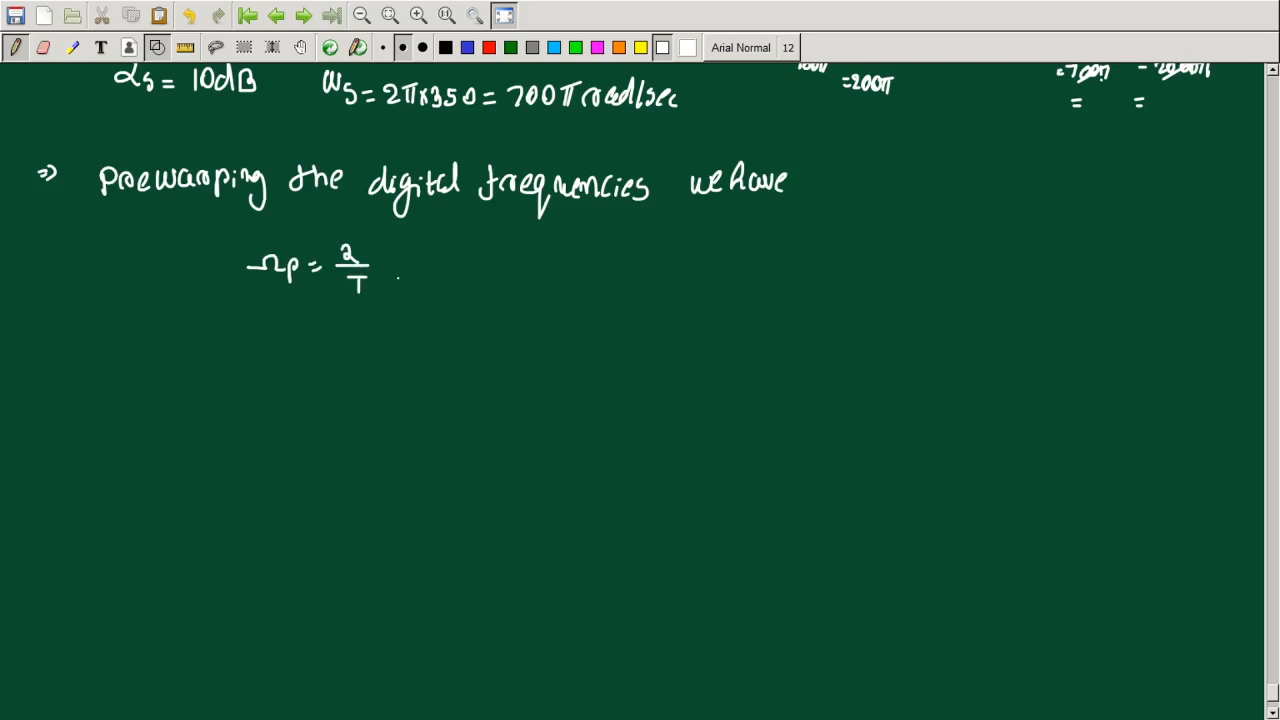 Arial Normal 12
αs = 10dB ωs = 2π×350 = 700π rad/sec
=200π
=700π
= =
⇒ Prewarping the digital frequencies we have
Ωp = 2/T